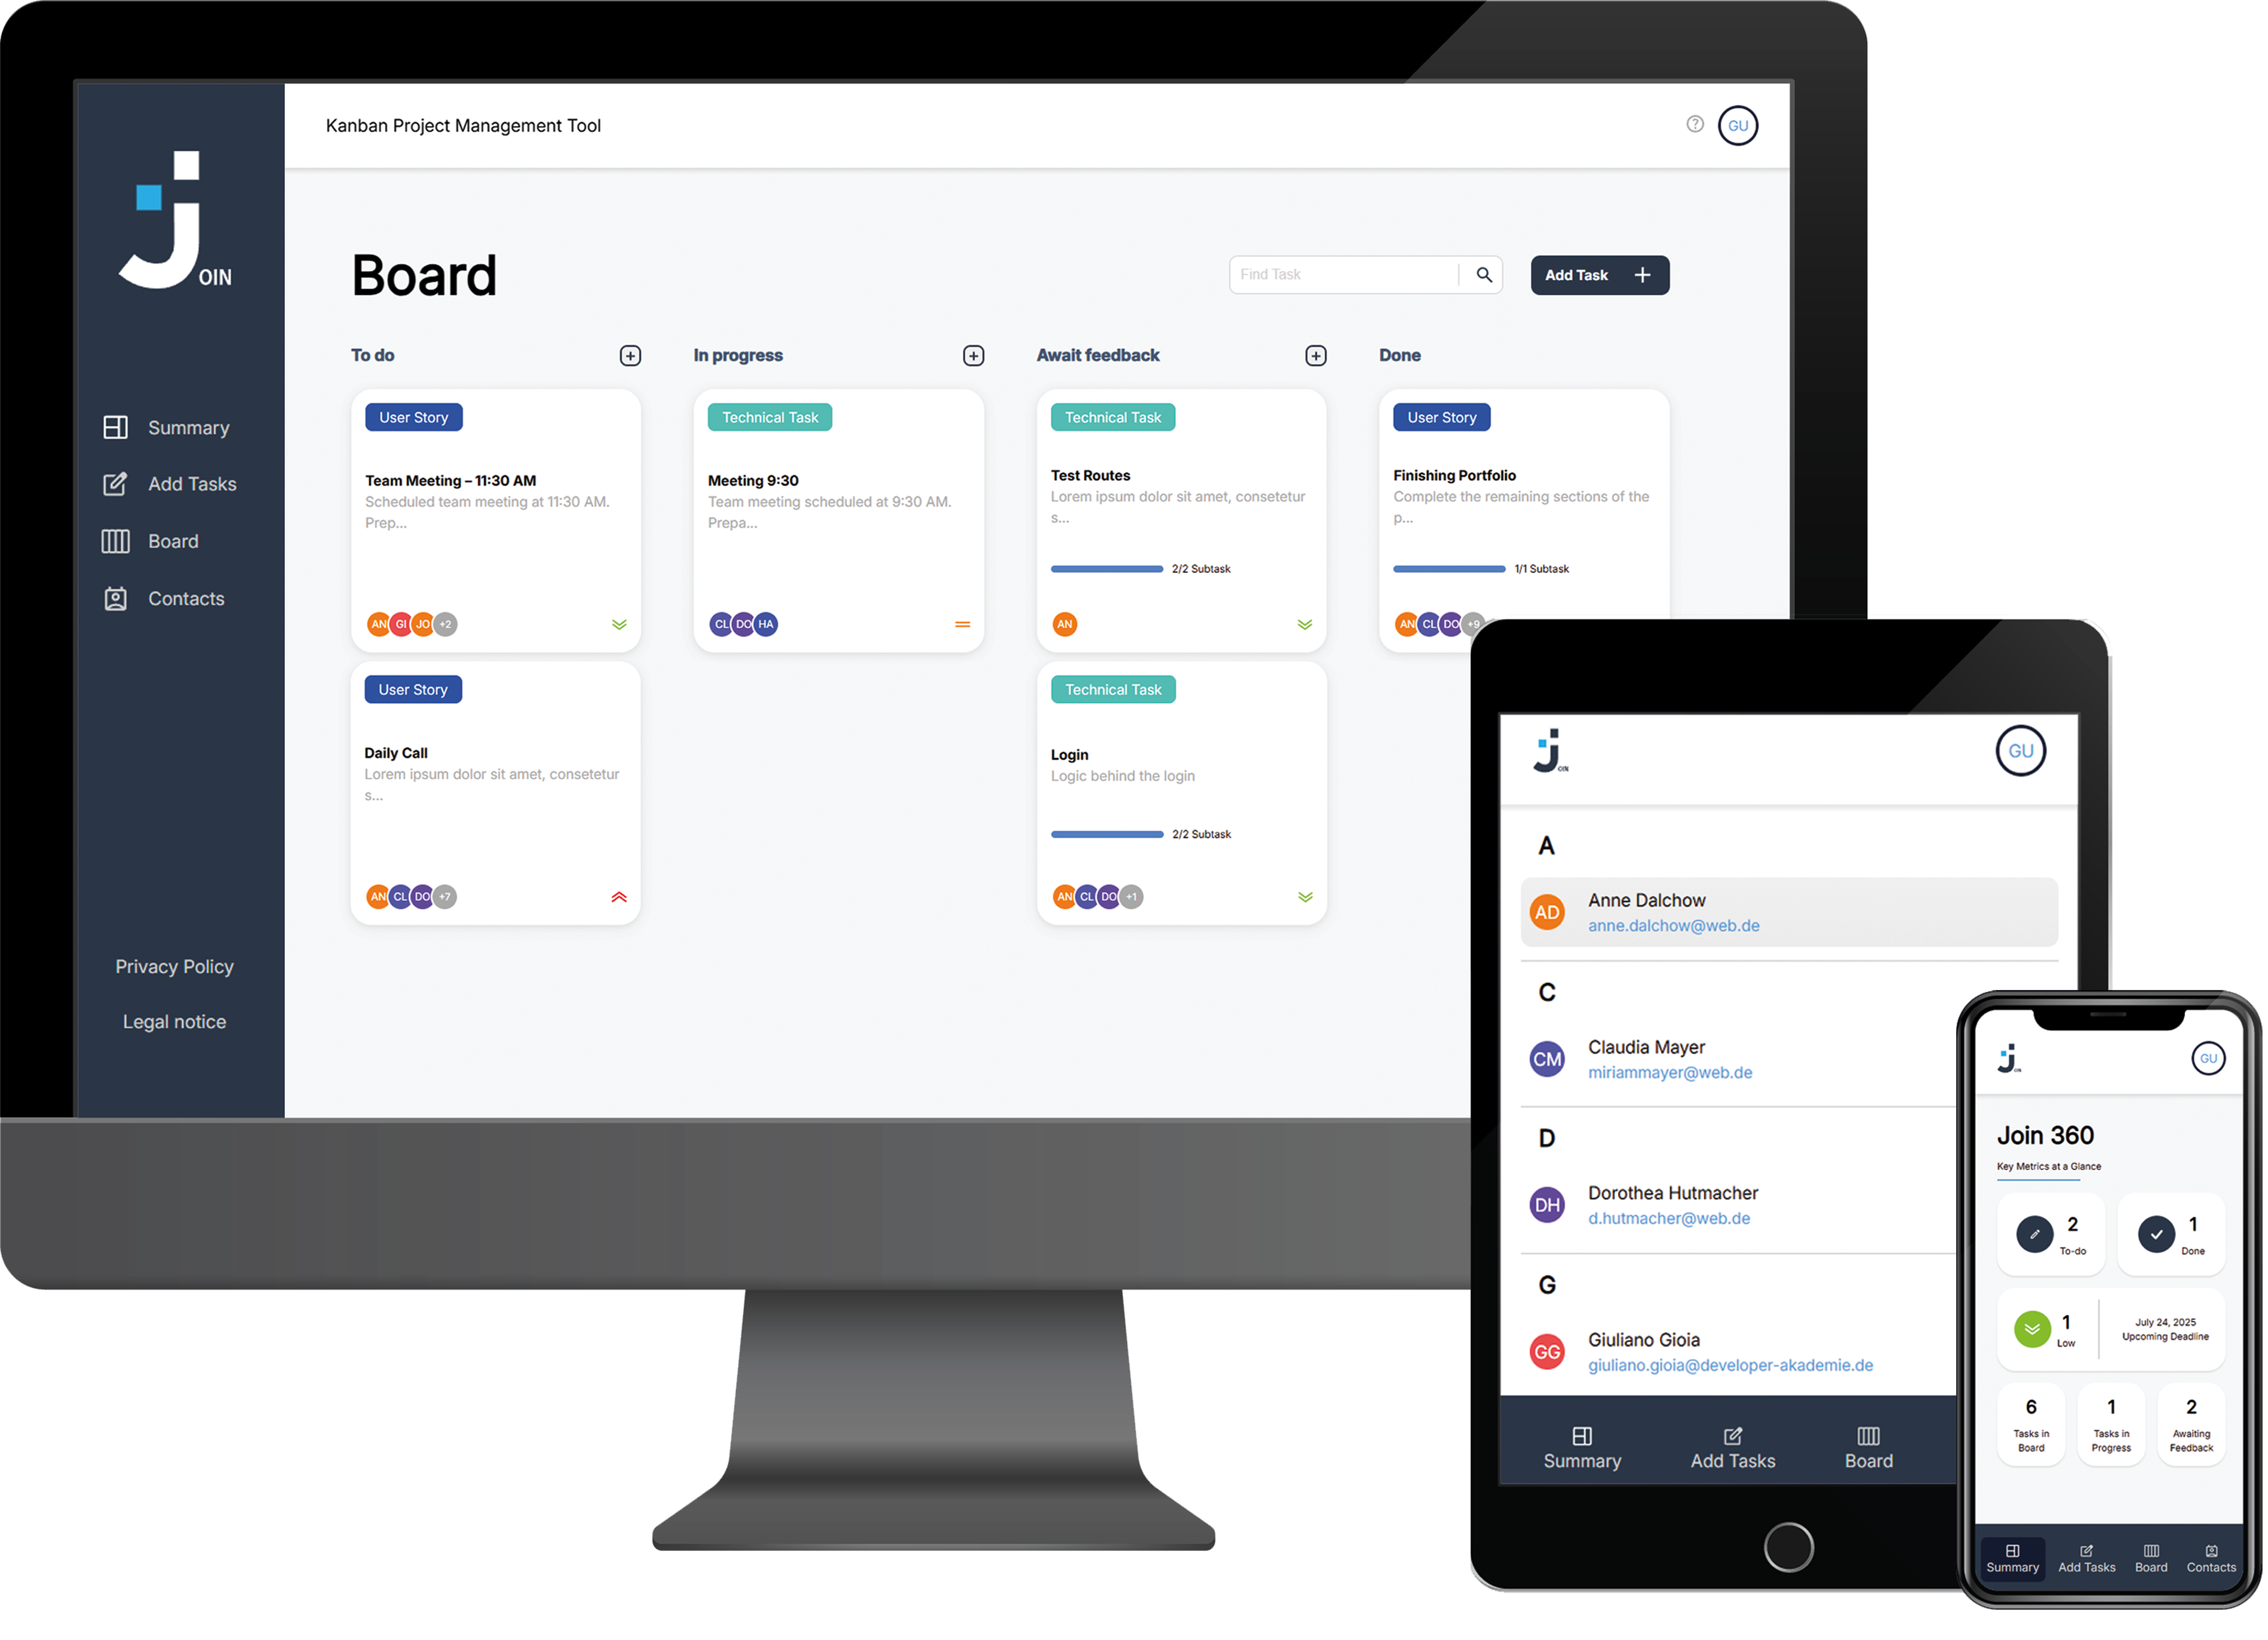 Kanban Project Management Tool
GU
JOIN
Summary
Add Tasks
Board
Contacts
Privacy Policy
Legal notice
Board
Find Task
Add Task
To do
User Story
Team Meeting – 11:30 AM
Scheduled team meeting at 11:30 AM.
Prep...
AN GI JO +2
User Story
Daily Call
Lorem ipsum dolor sit amet, consetetur
s...
AN CL DO +7
In progress
Technical Task
Meeting 9:30
Team meeting scheduled at 9:30 AM.
Prepa...
CL DO HA
Await feedback
Technical Task
Test Routes
Lorem ipsum dolor sit amet, consetetur
s...
2/2 Subtask
AN
Technical Task
Login
Logic behind the login
2/2 Subtask
AN CL DO +1
Done
User Story
Finishing Portfolio
Complete the remaining sections of the
p...
1/1 Subtask
AN CL DO +9
JOIN
GU
A
AD
Anne Dalchow
anne.dalchow@web.de
C
CM
Claudia Mayer
miriammayer@web.de
D
DH
Dorothea Hutmacher
d.hutmacher@web.de
G
GG
Giuliano Gioia
giuliano.gioia@developer-akademie.de
Summary
Add Tasks
Board
JOIN
GU
Join 360
Key Metrics at a Glance
2
To-do
1
Done
1
Low
July 24, 2025
Upcoming Deadline
6
Tasks in
Board
1
Tasks in
Progress
2
Awaiting
Feedback
Summary
Add Tasks
Board
Contacts